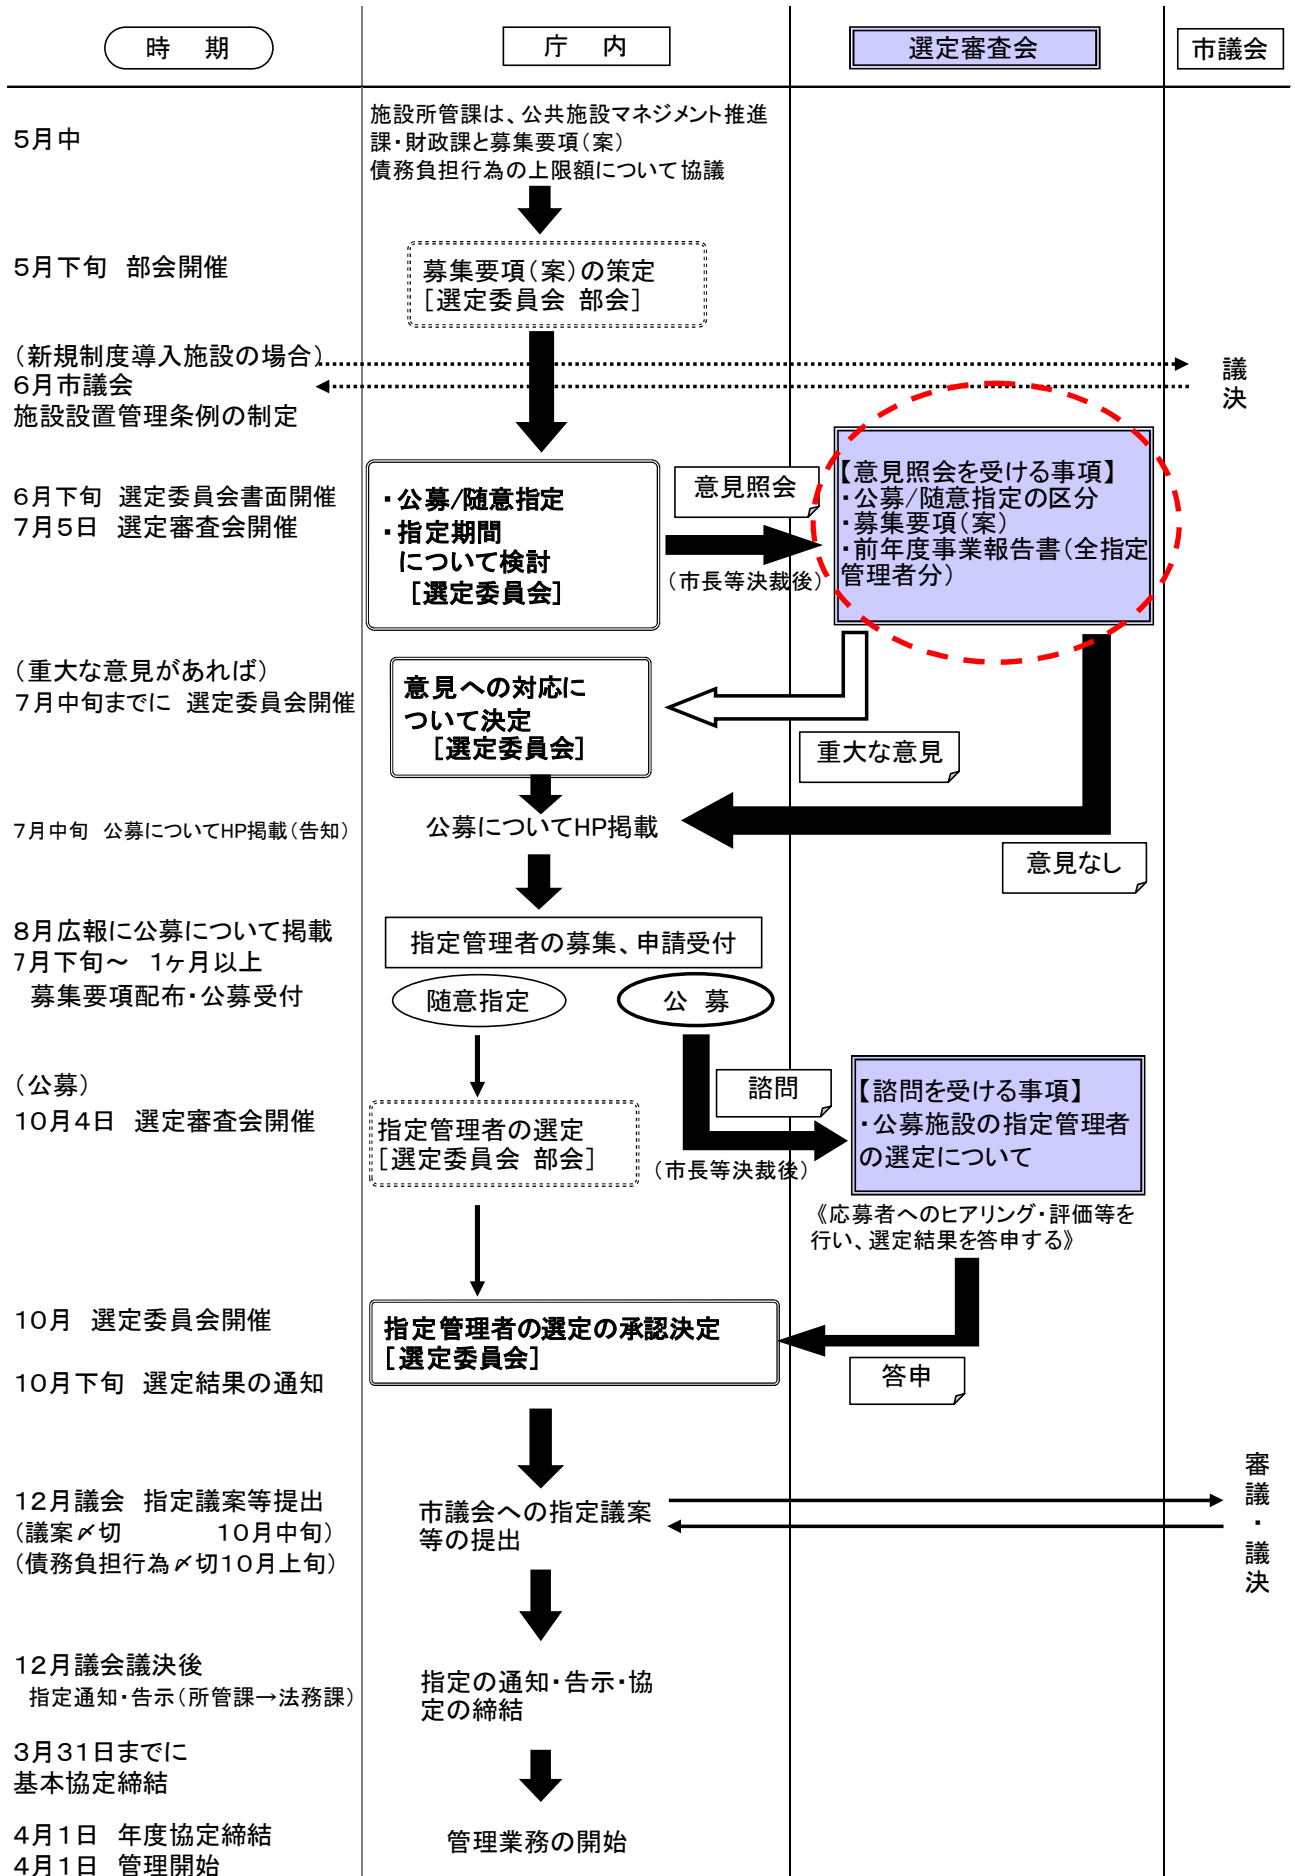 時　期
庁　内
選定審査会
市議会
5月中
施設所管課は、公共施設マネジメント推進
課・財政課と募集要項（案）
債務負担行為の上限額について協議
5月下旬　部会開催
募集要項（案）の策定
［選定委員会 部会］
（新規制度導入施設の場合）
6月市議会
施設設置管理条例の制定
議決
6月下旬　選定委員会書面開催
7月5日　選定審査会開催
・公募/随意指定
・指定期間
について検討
［選定委員会］
意見照会
（市長等決裁後）
【意見照会を受ける事項】
・公募/随意指定の区分
・募集要項（案）
・前年度事業報告書（全指定
管理者分）
（重大な意見があれば）
7月中旬までに　選定委員会開催
意見への対応に
ついて決定
［選定委員会］
重大な意見
7月中旬　公募についてHP掲載（告知）
公募についてHP掲載
意見なし
8月広報に公募について掲載
7月下旬～　1ヶ月以上
募集要項配布・公募受付
指定管理者の募集、申請受付
随意指定
公　募
（公募）
10月4日　選定審査会開催
指定管理者の選定
［選定委員会 部会］
諮問
（市長等決裁後）
【諮問を受ける事項】
・公募施設の指定管理者
の選定について
《応募者へのヒアリング・評価等を
行い、選定結果を答申する》
10月　選定委員会開催
指定管理者の選定の承認決定
［選定委員会］
答申
10月下旬　選定結果の通知
12月議会　指定議案等提出
（議案〆切　　　10月中旬）
（債務負担行為〆切10月上旬）
市議会への指定議案
等の提出
審議・議決
12月議会議決後
指定通知・告示（所管課→法務課）
指定の通知・告示・協
定の締結
3月31日までに
基本協定締結
4月1日　年度協定締結
4月1日　管理開始
管理業務の開始